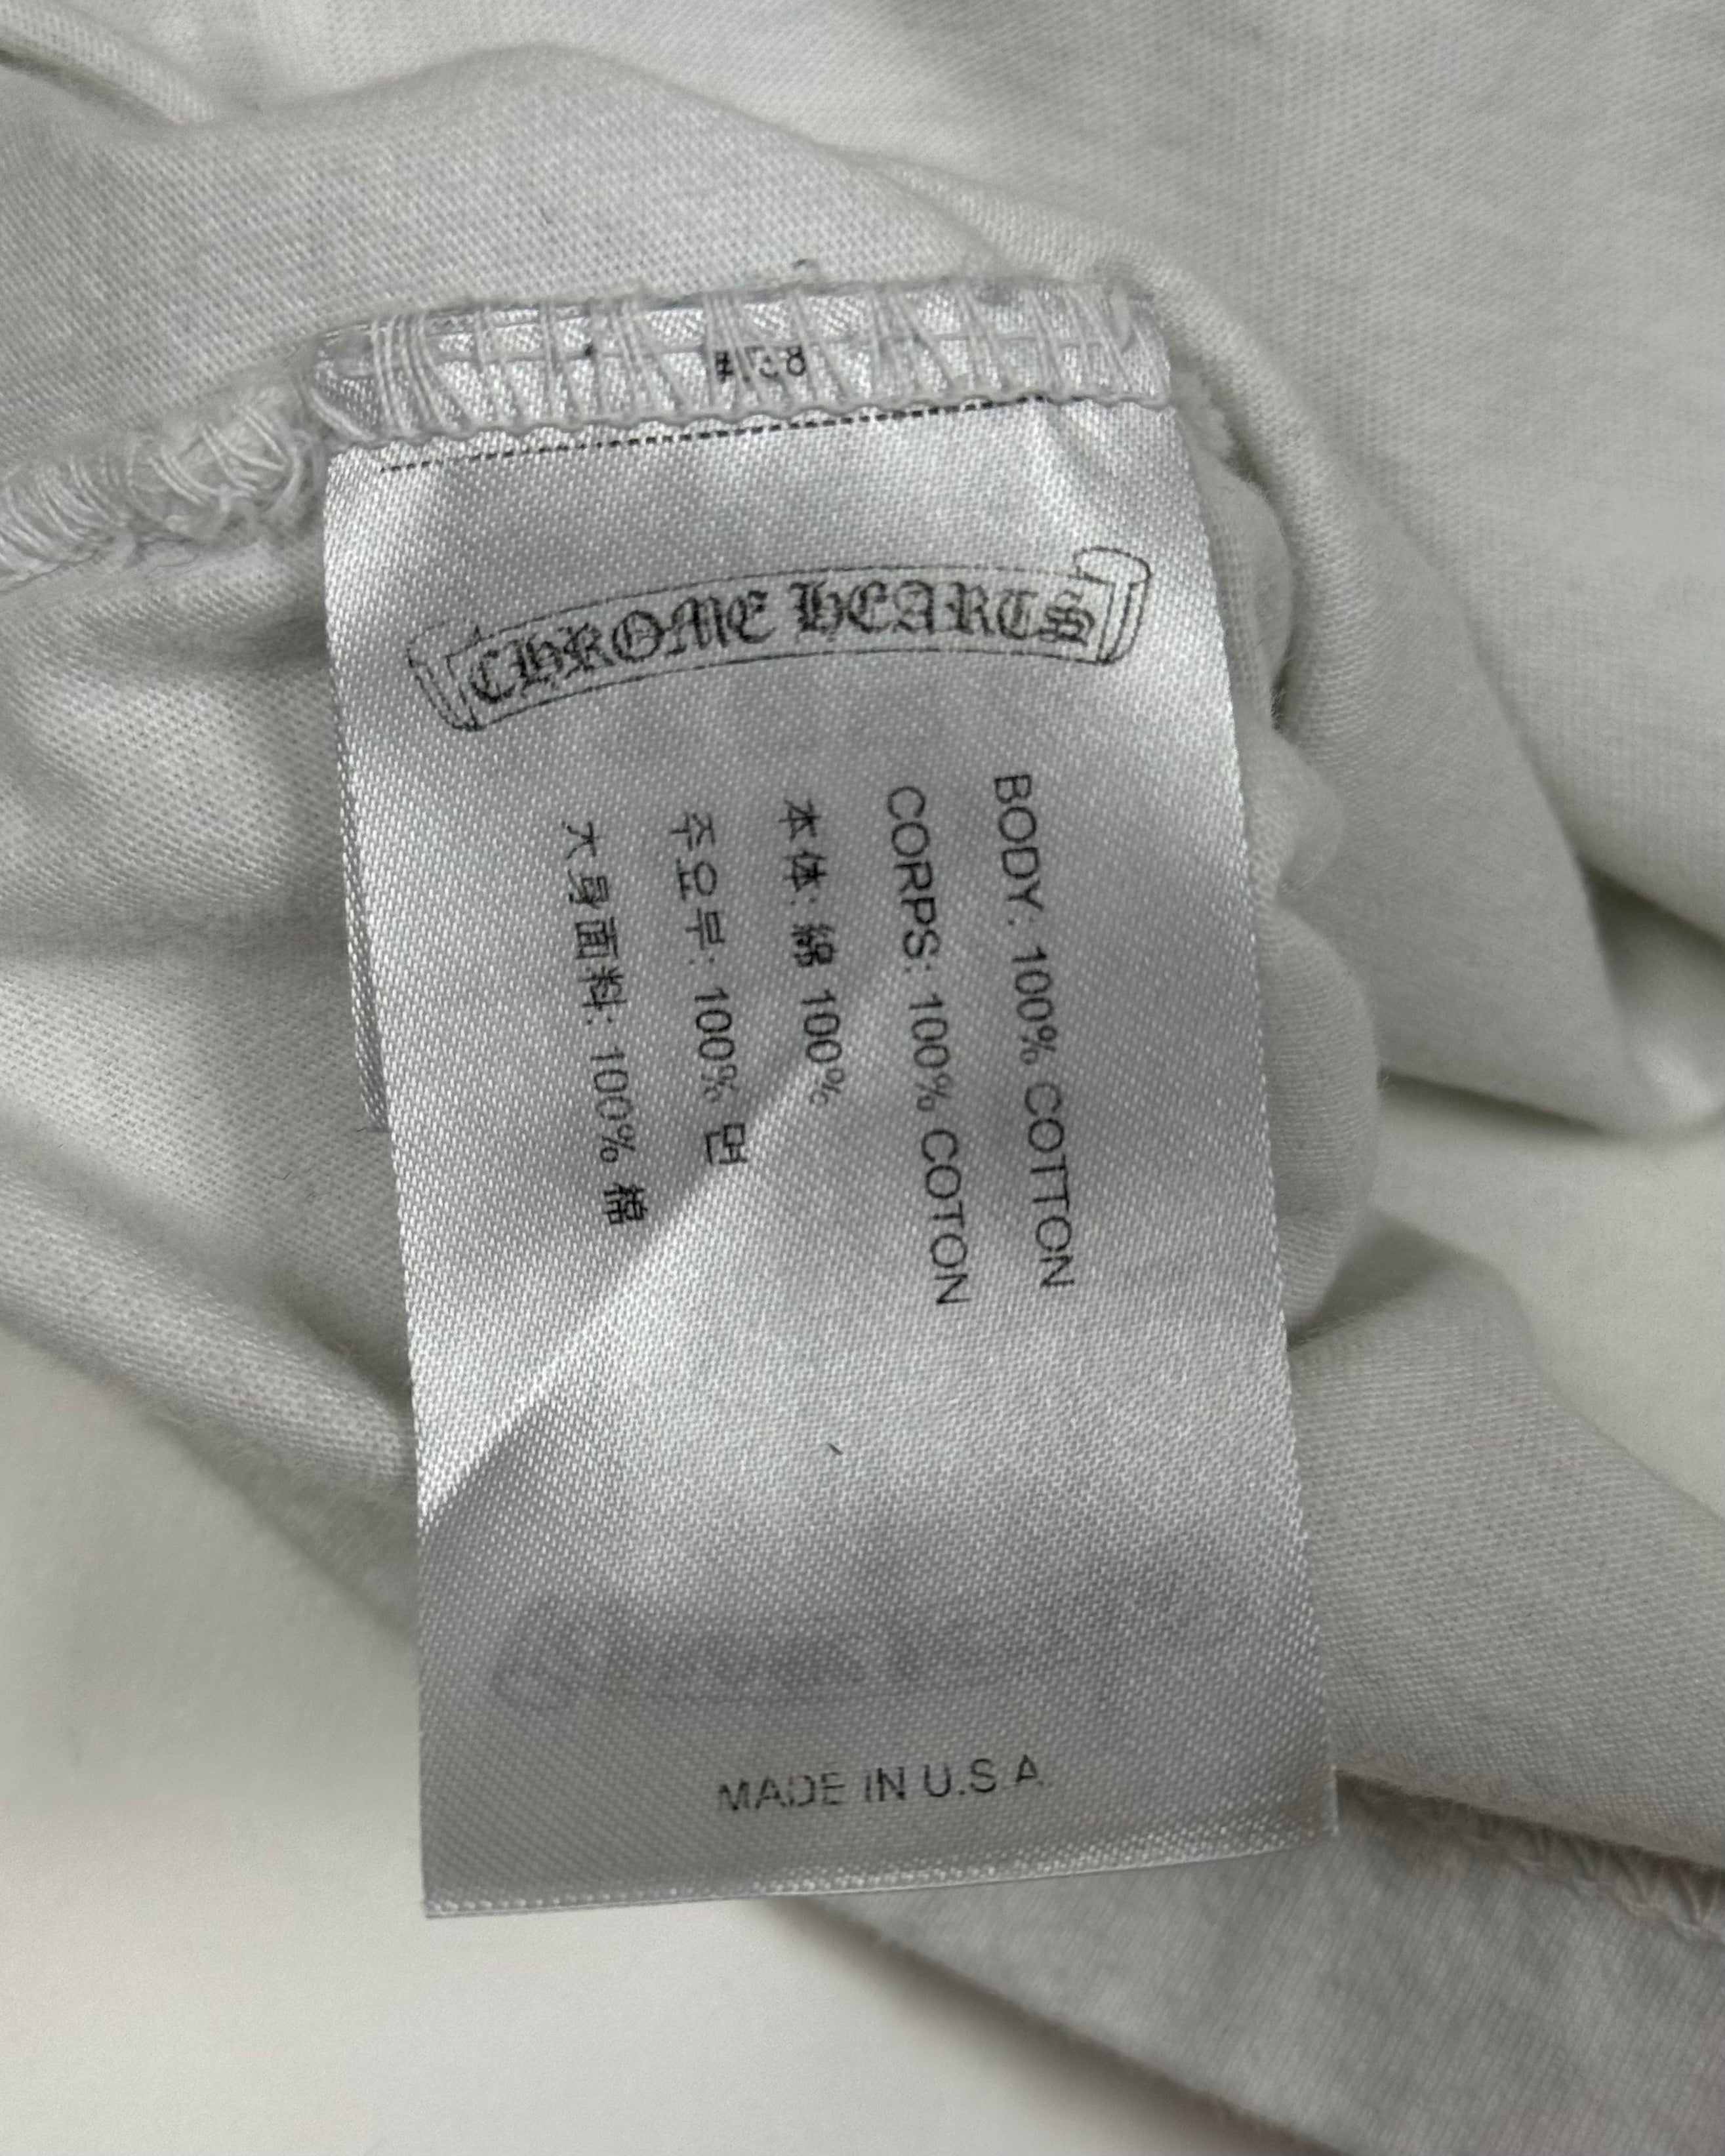 CHROME HEARTS
BODY: 100% COTTON
CORPS: 100% COTON
本体: 綿 100%
주요부: 100% 면
大身面料: 100% 棉
MADE IN U.S.A.